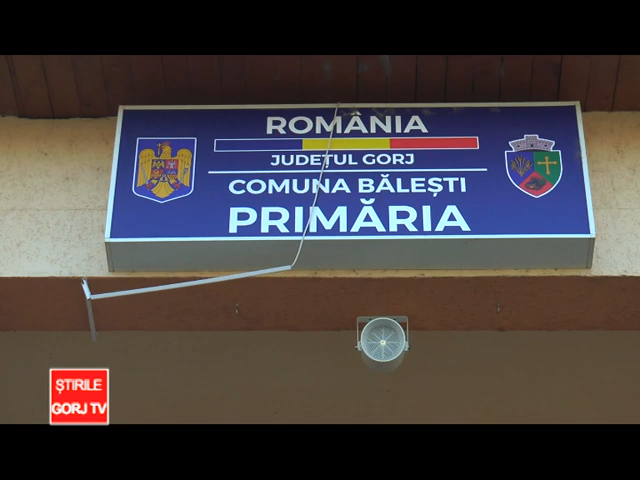 ROMÂNIA
JUDEȚUL GORJ
COMUNA BĂLEȘTI
PRIMĂRIA
ȘTIRILE
GORJ TV